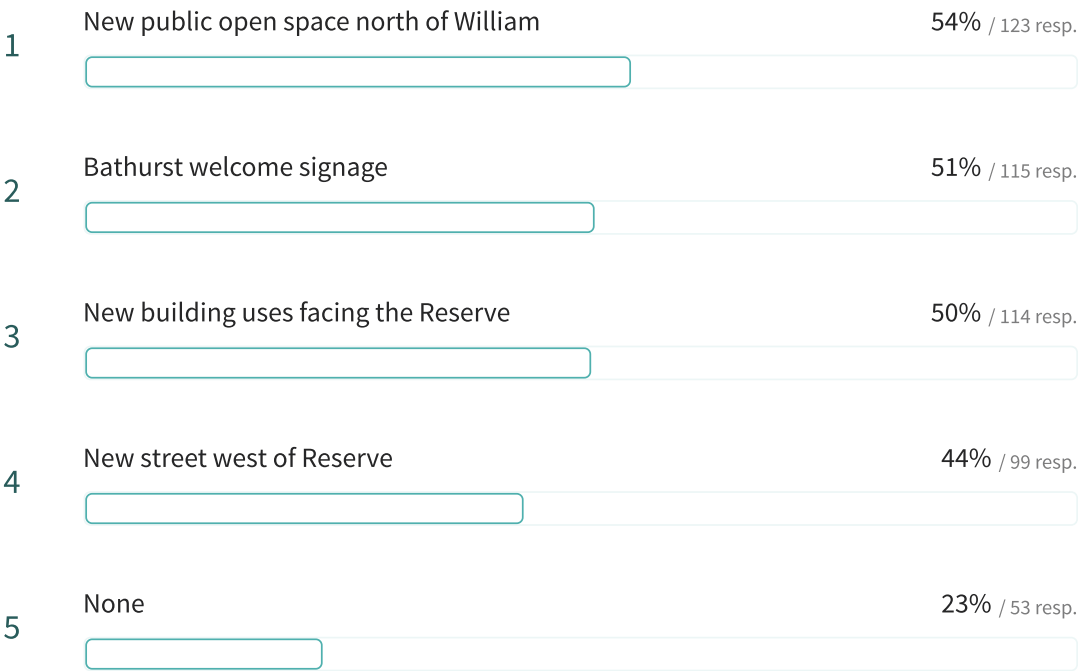 1
New public open space north of William 54% / 123 resp.
2
Bathurst welcome signage 51% / 115 resp.
3
New building uses facing the Reserve 50% / 114 resp.
4
New street west of Reserve 44% / 99 resp.
5
None 23% / 53 resp.